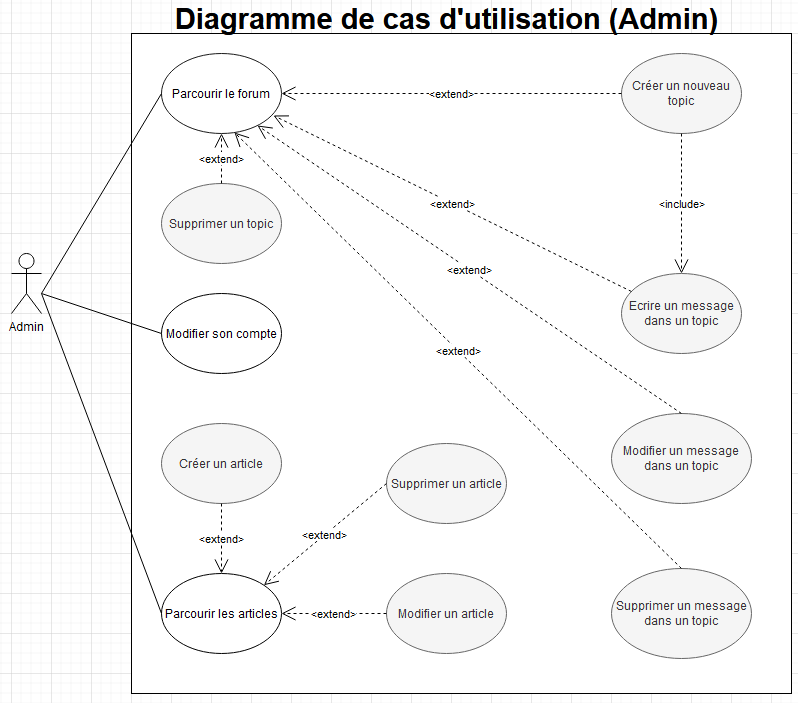 Diagramme de cas d'utilisation (Admin)
Parcourir le forum
<extend>
Créer un nouveau
topic
<extend>
Supprimer un topic
<extend>
<include>
<extend>
Ecrire un message
dans un topic
Admin
Modifier son compte
<extend>
Créer un article
Supprimer un article
Modifier un message
dans un topic
<extend>
<extend>
Parcourir les articles
<extend>
Modifier un article
Supprimer un message
dans un topic